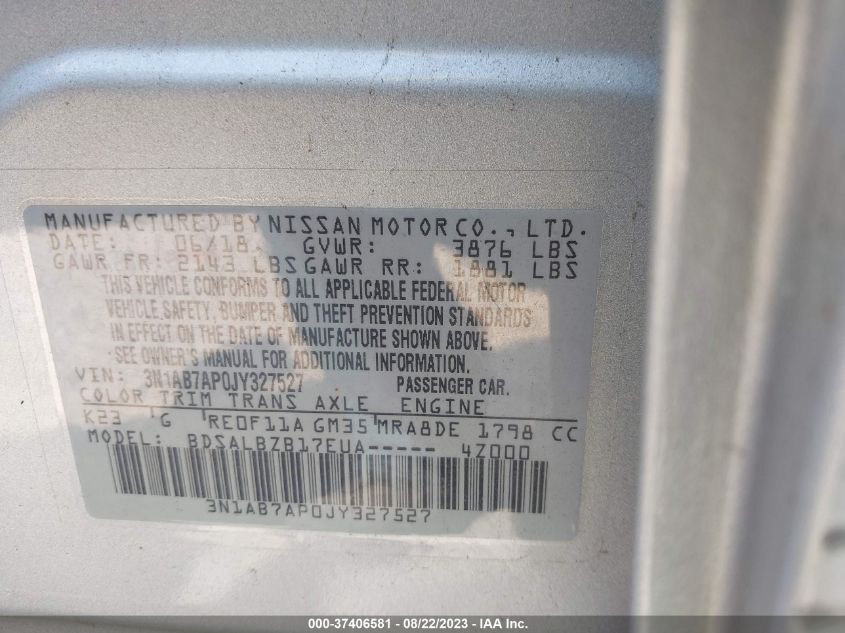 MANUFACTURED BY NISSAN MOTOR CO., LTD.
DATE: 06/18 GVWR: 3876 LBS
GAWR FR: 2143 LBS GAWR RR: 1881 LBS
THIS VEHICLE CONFORMS TO ALL APPLICABLE FEDERAL MOTOR
VEHICLE SAFETY, BUMPER AND THEFT PREVENTION STANDARDS
IN EFFECT ON THE DATE OF MANUFACTURE SHOWN ABOVE.
SEE OWNER'S MANUAL FOR ADDITIONAL INFORMATION.
VIN: 3N1AB7AP0JY327527 PASSENGER CAR.
COLOR TRIM TRANS AXLE ENGINE
K23 G RE0F11A GM35 MRA8DE 1798 CC
MODEL: BDSALBZB17EUA----- 4Z000
3N1AB7AP0JY327527
000-37406581 - 08/22/2023 - IAA Inc.